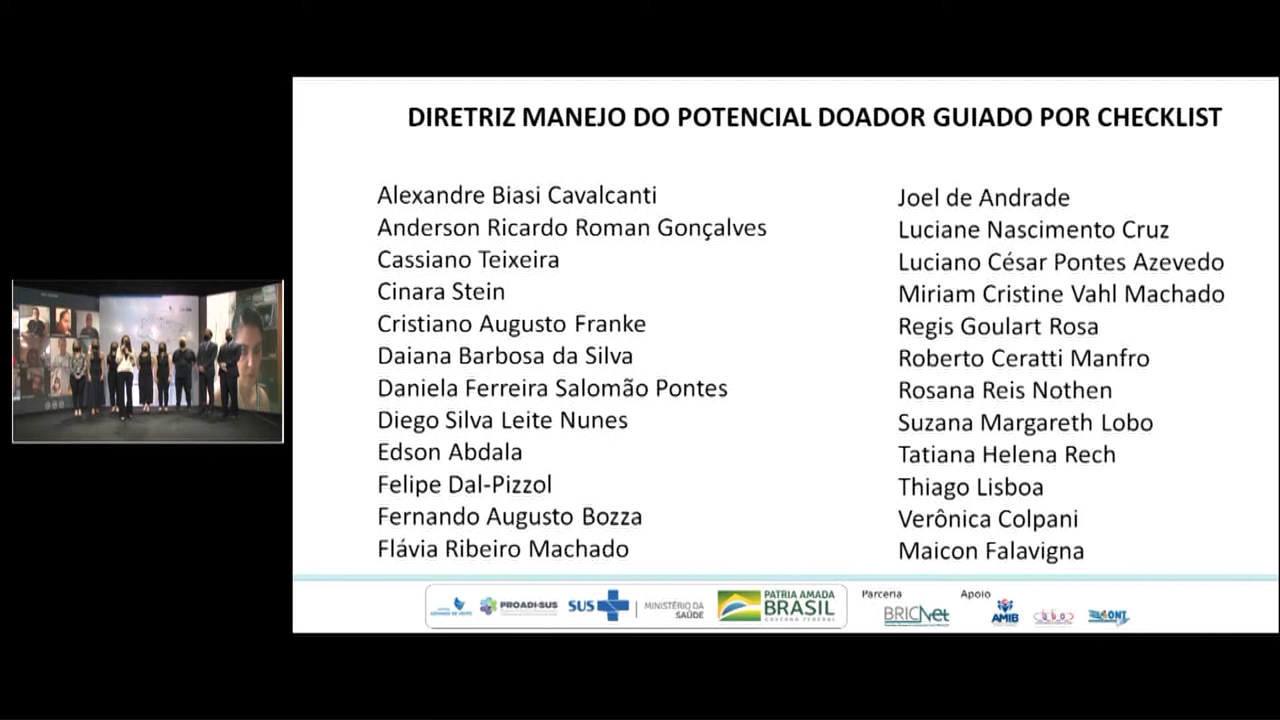 DIRETRIZ MANEJO DO POTENCIAL DOADOR GUIADO POR CHECKLIST
Alexandre Biasi Cavalcanti
Anderson Ricardo Roman Gonçalves
Cassiano Teixeira
Cinara Stein
Cristiano Augusto Franke
Daiana Barbosa da Silva
Daniela Ferreira Salomão Pontes
Diego Silva Leite Nunes
Edson Abdala
Felipe Dal-Pizzol
Fernando Augusto Bozza
Flávia Ribeiro Machado
Joel de Andrade
Luciane Nascimento Cruz
Luciano César Pontes Azevedo
Miriam Cristine Vahl Machado
Regis Goulart Rosa
Roberto Ceratti Manfro
Rosana Reis Nothen
Suzana Margareth Lobo
Tatiana Helena Rech
Thiago Lisboa
Verônica Colpani
Maicon Falavigna
PROADI-SUS
SUS
MINISTÉRIO DA
SAÚDE
PATRIA AMADA
BRASIL
GOVERNO FEDERAL
Parceria
BRICNet
Apoio
AMIB